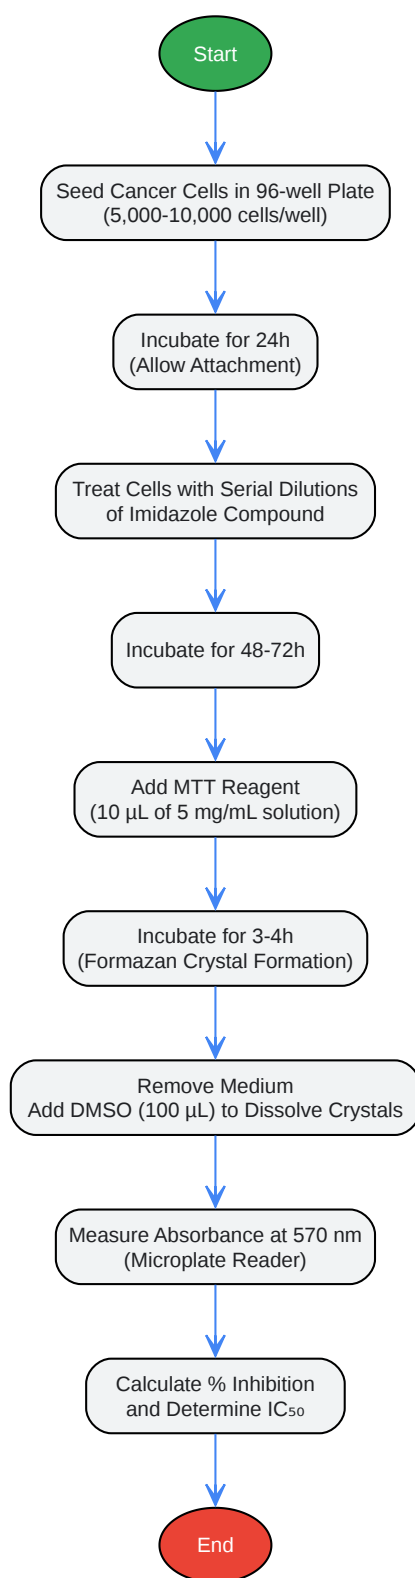 Start
Seed Cancer Cells in 96-well Plate
(5,000-10,000 cells/well)
Incubate for 24h
(Allow Attachment)
Treat Cells with Serial Dilutions
of Imidazole Compound
Incubate for 48-72h
Add MTT Reagent
(10 µL of 5 mg/mL solution)
Incubate for 3-4h
(Formazan Crystal Formation)
Remove Medium
Add DMSO (100 µL) to Dissolve Crystals
Measure Absorbance at 570 nm
(Microplate Reader)
Calculate % Inhibition
and Determine IC₅₀
End